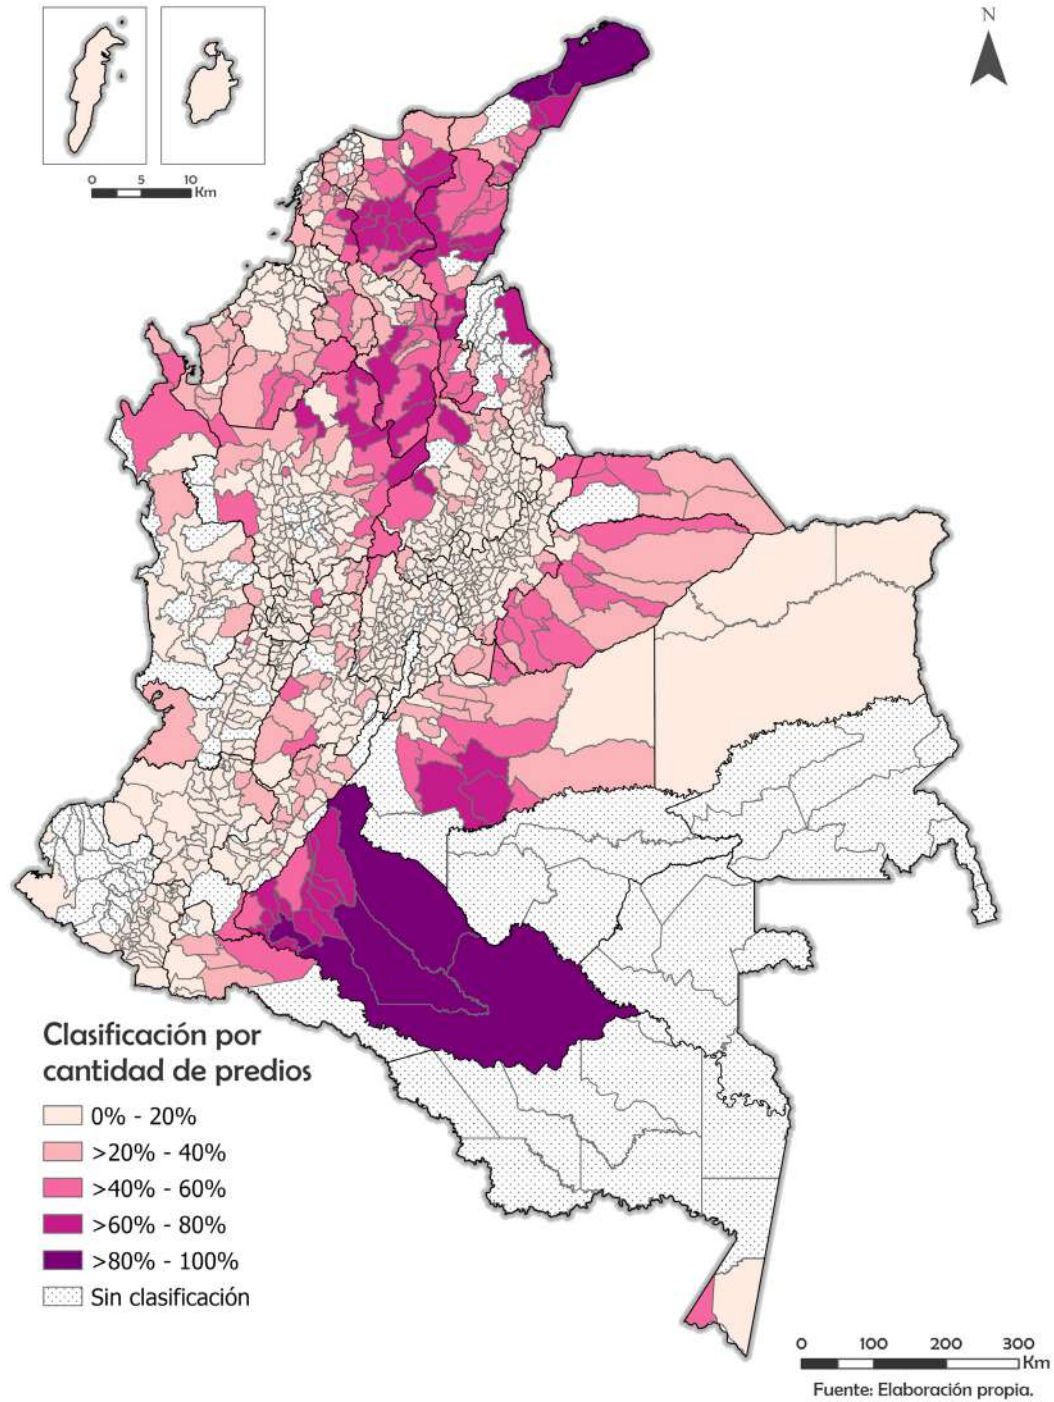 N
0 5 10
Km
Clasificación por
cantidad de predios
0% - 20%
>20% - 40%
>40% - 60%
>60% - 80%
>80% - 100%
Sin clasificación
0 100 200 300
Km
Fuente: Elaboración propia.